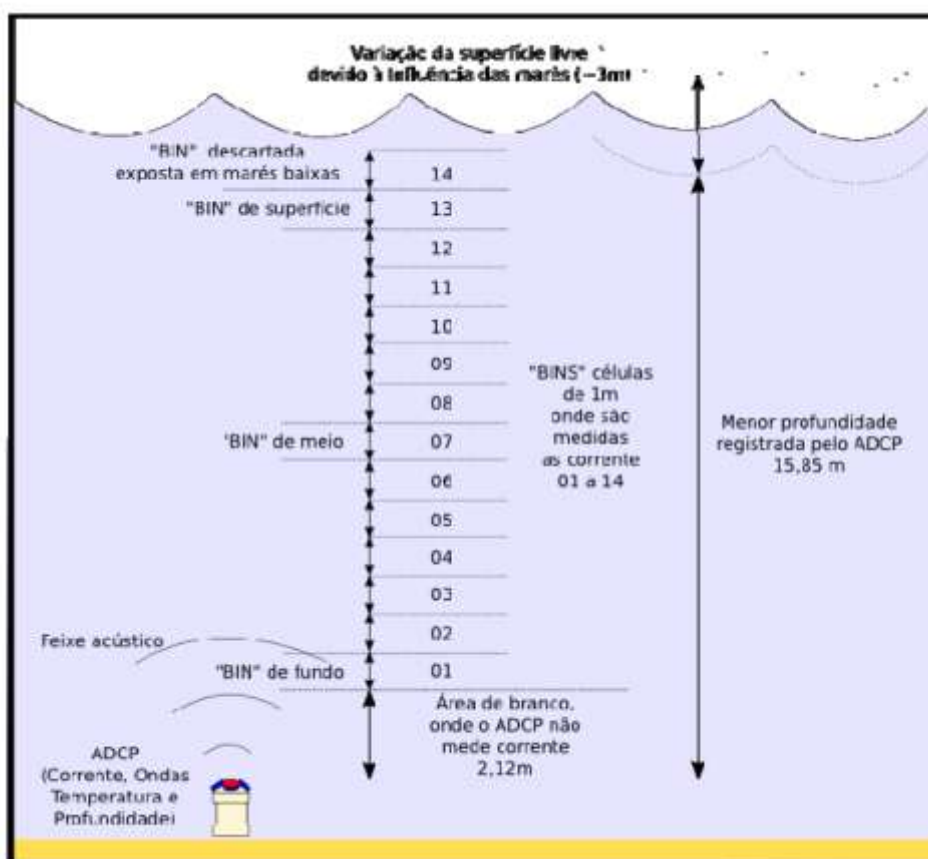 Variação da superfície livre
devido à influência das marés (~3m)
"BIN" descartada
exposta em marés baixas
14
"BIN" de superfície
13
12
11
10
09
08
"BIN" de meio
07
06
05
04
03
02
"BIN" de fundo
01
"BINS" células
de 1m
onde são
medidas
as corrente
01 a 14
Menor profundidade
registrada pelo ADCP
15,85 m
Feixe acústico
Área de branco,
onde o ADCP não
mede corrente
2,12m
ADCP
(Corrente, Ondas
Temperatura e
Profundidade)